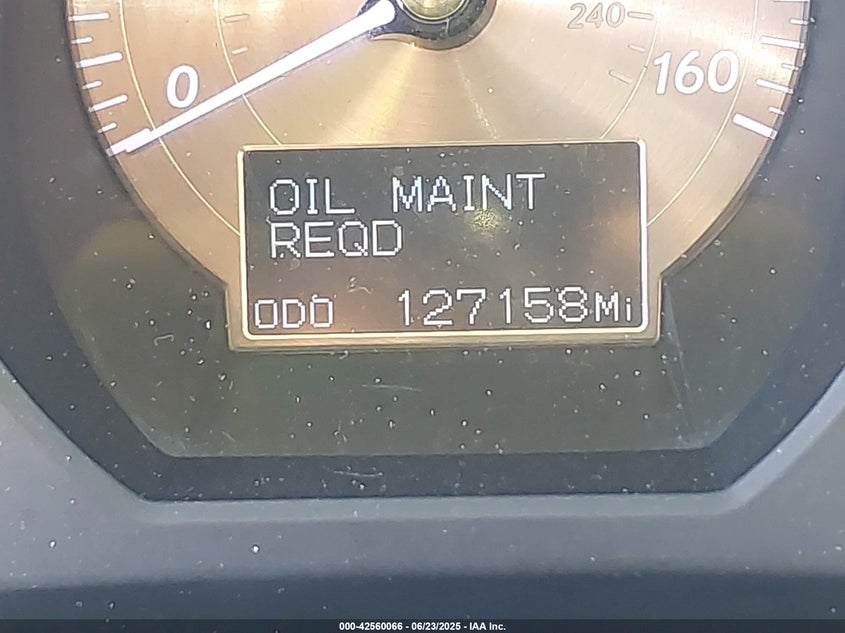 240
0
160
OIL MAINT
REQD
ODO 127158Mi
000-42560066 - 06/23/2025 - IAA Inc.